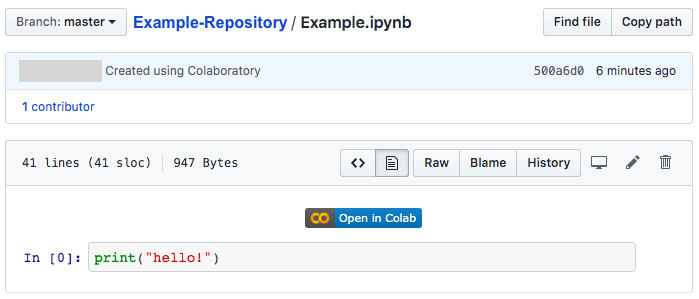 Branch: master Example-Repository / Example.ipynb Find file Copy path
Created using Colaboratory 500a6d0 6 minutes ago
1 contributor
41 lines (41 sloc) 947 Bytes <> Raw Blame History
Open in Colab
In [0]: print("hello!")